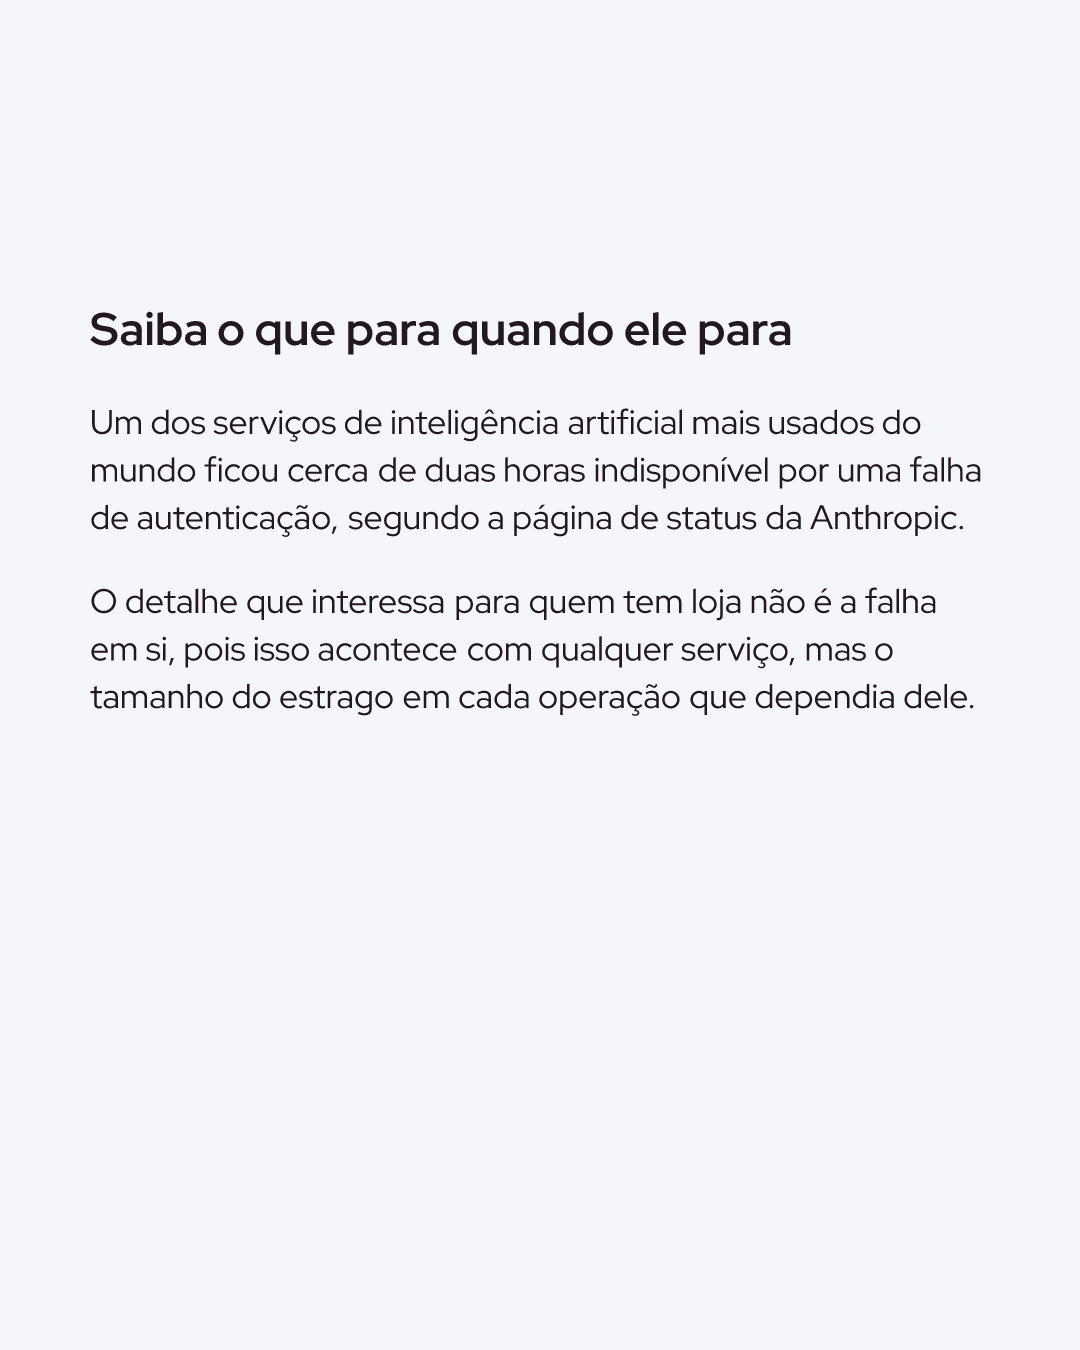 Saiba o que para quando ele para
Um dos serviços de inteligência artificial mais usados do
mundo ficou cerca de duas horas indisponível por uma falha
de autenticação, segundo a página de status da Anthropic.
O detalhe que interessa para quem tem loja não é a falha
em si, pois isso acontece com qualquer serviço, mas o
tamanho do estrago em cada operação que dependia dele.